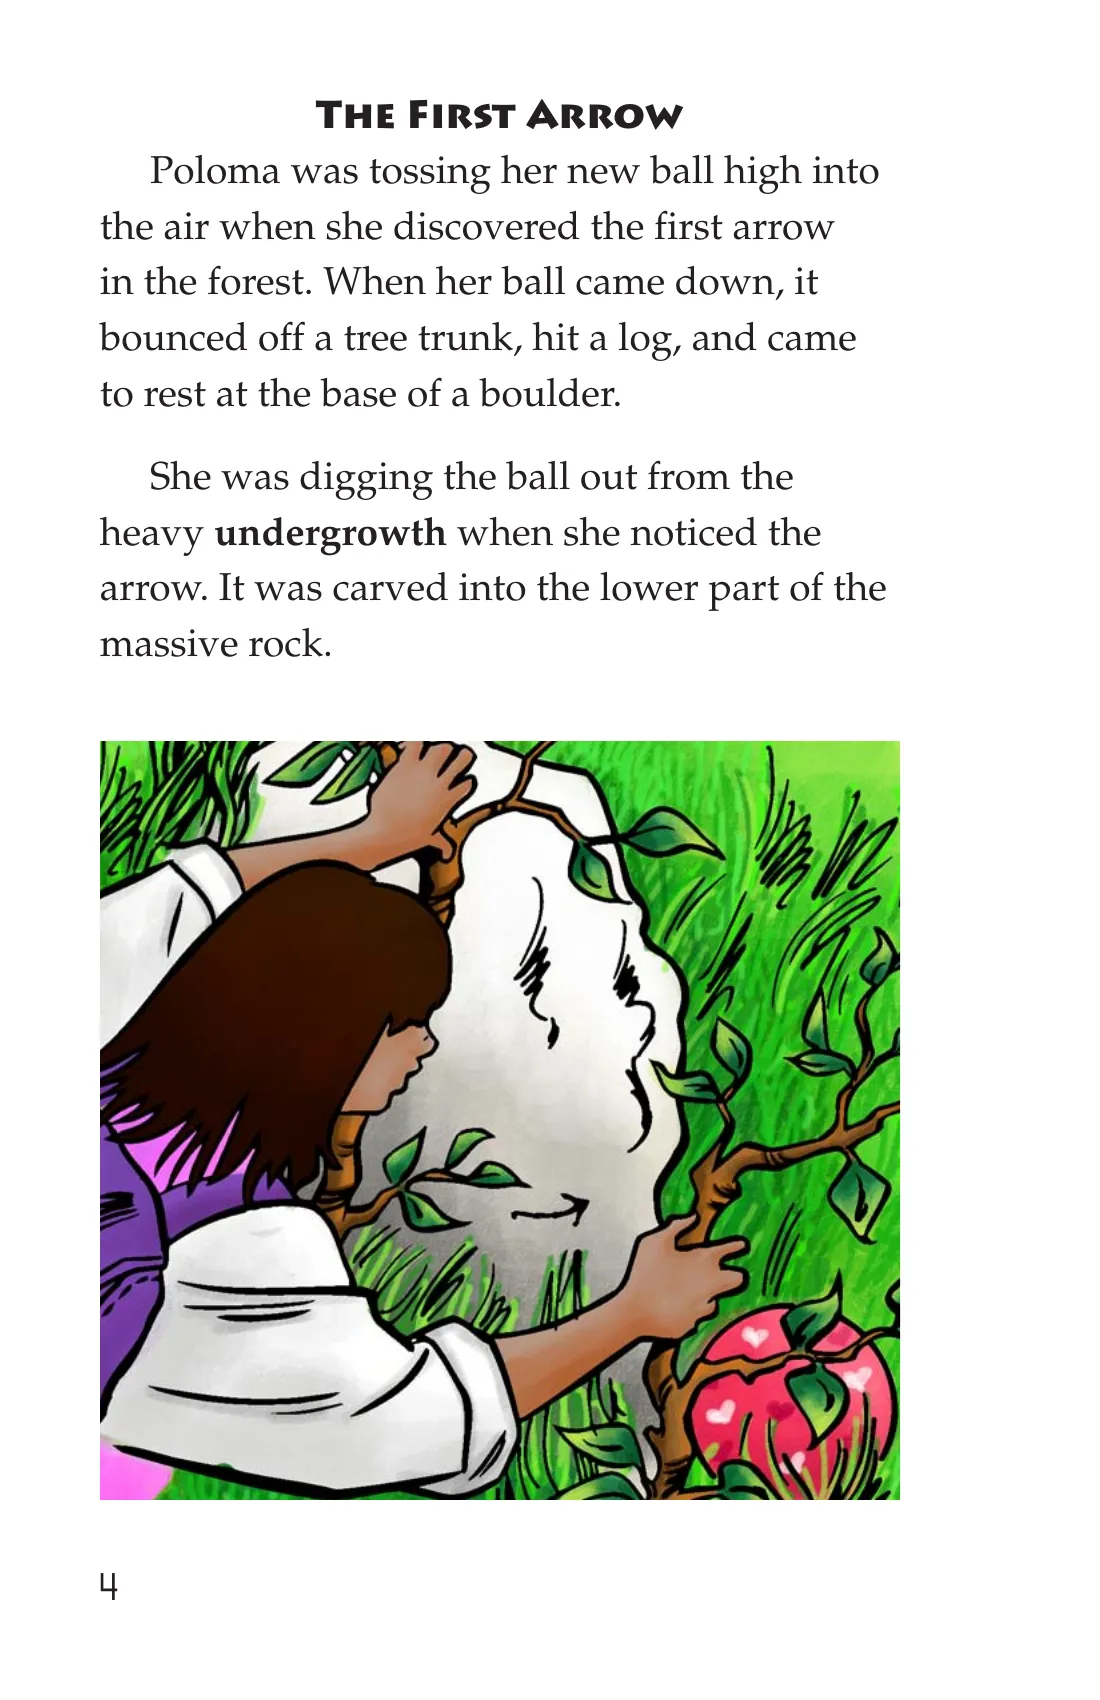 The First Arrow
Poloma was tossing her new ball high into
the air when she discovered the first arrow
in the forest. When her ball came down, it
bounced off a tree trunk, hit a log, and came
to rest at the base of a boulder.
She was digging the ball out from the
heavy undergrowth when she noticed the
arrow. It was carved into the lower part of the
massive rock.
4